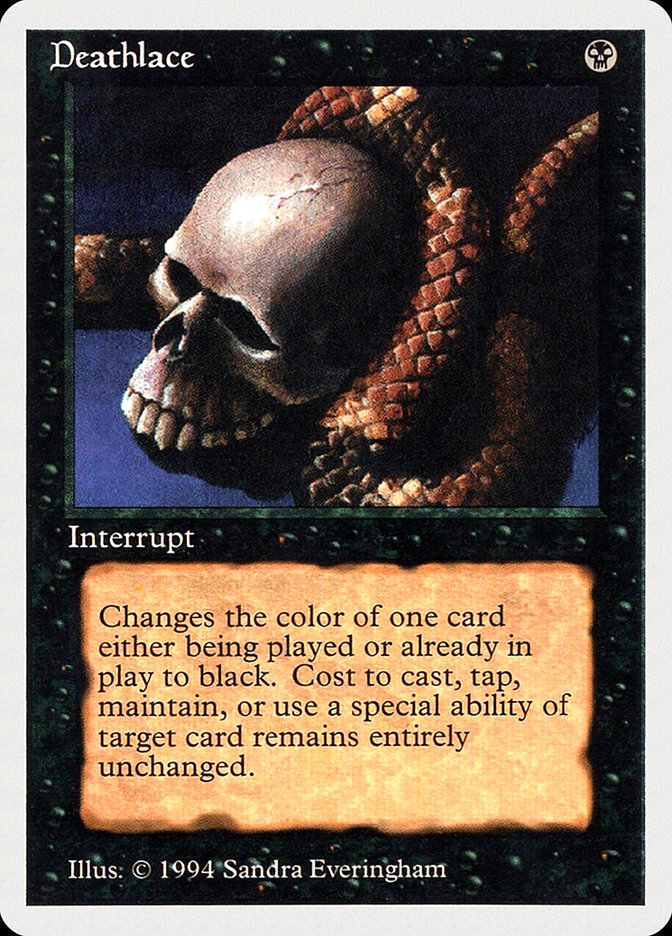 Deathlace
Interrupt
Changes the color of one card
either being played or already in
play to black.  Cost to cast, tap,
maintain, or use a special ability of
target card remains entirely
unchanged.
Illus: © 1994 Sandra Everingham